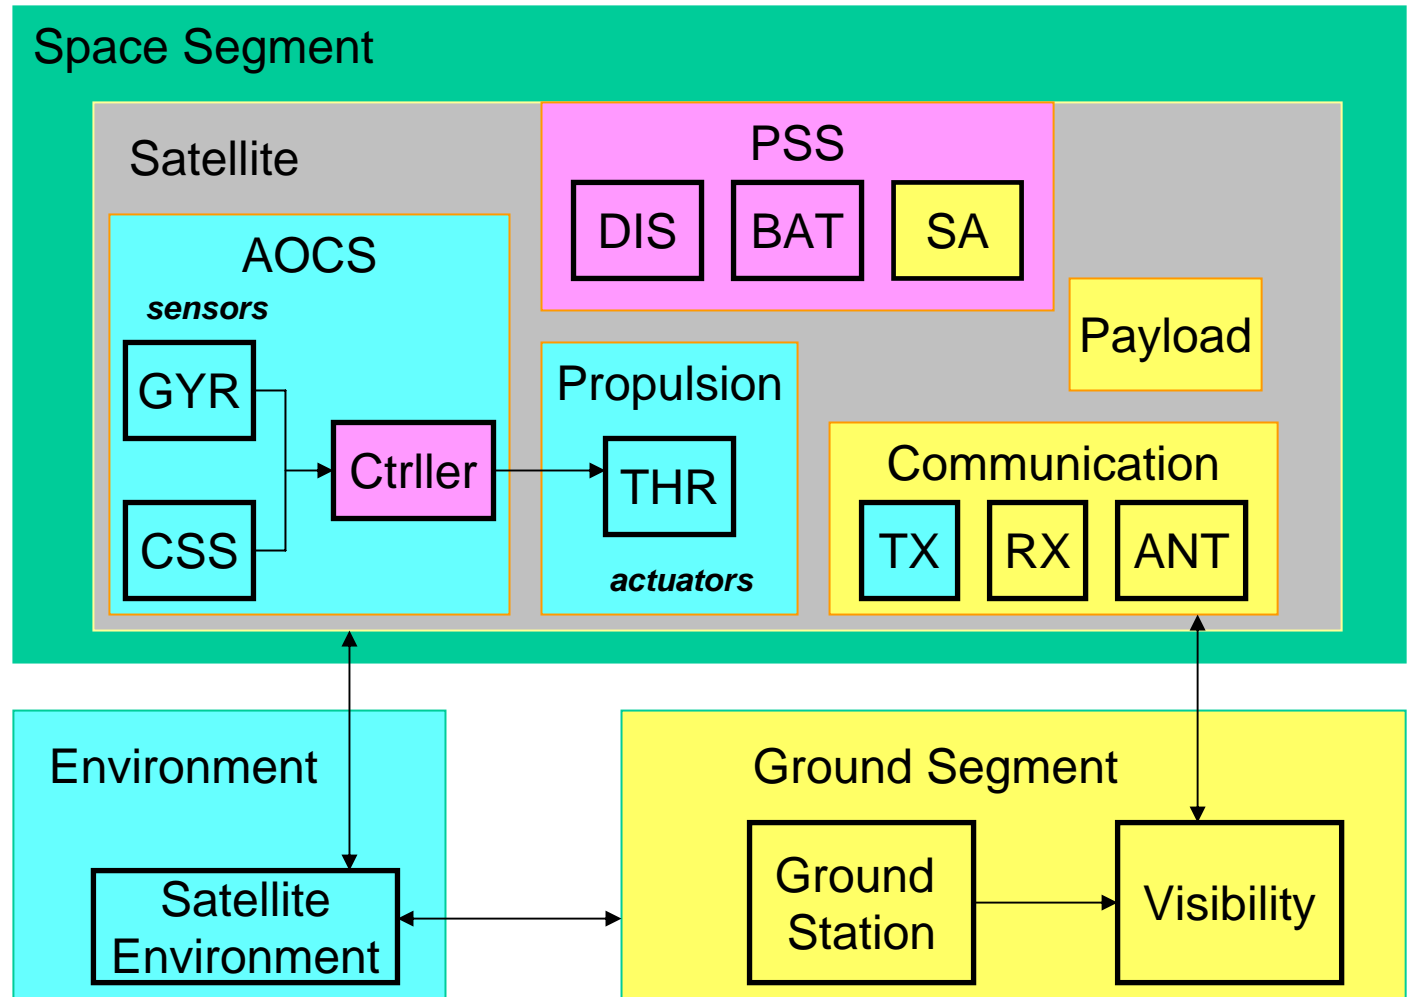 Space Segment
Satellite
PSS
DIS
BAT
SA
AOCS
sensors
GYR
CSS
Ctrller
Propulsion
THR
actuators
Payload
Communication
TX
RX
ANT
Environment
Satellite
Environment
Ground Segment
Ground
Station
Visibility